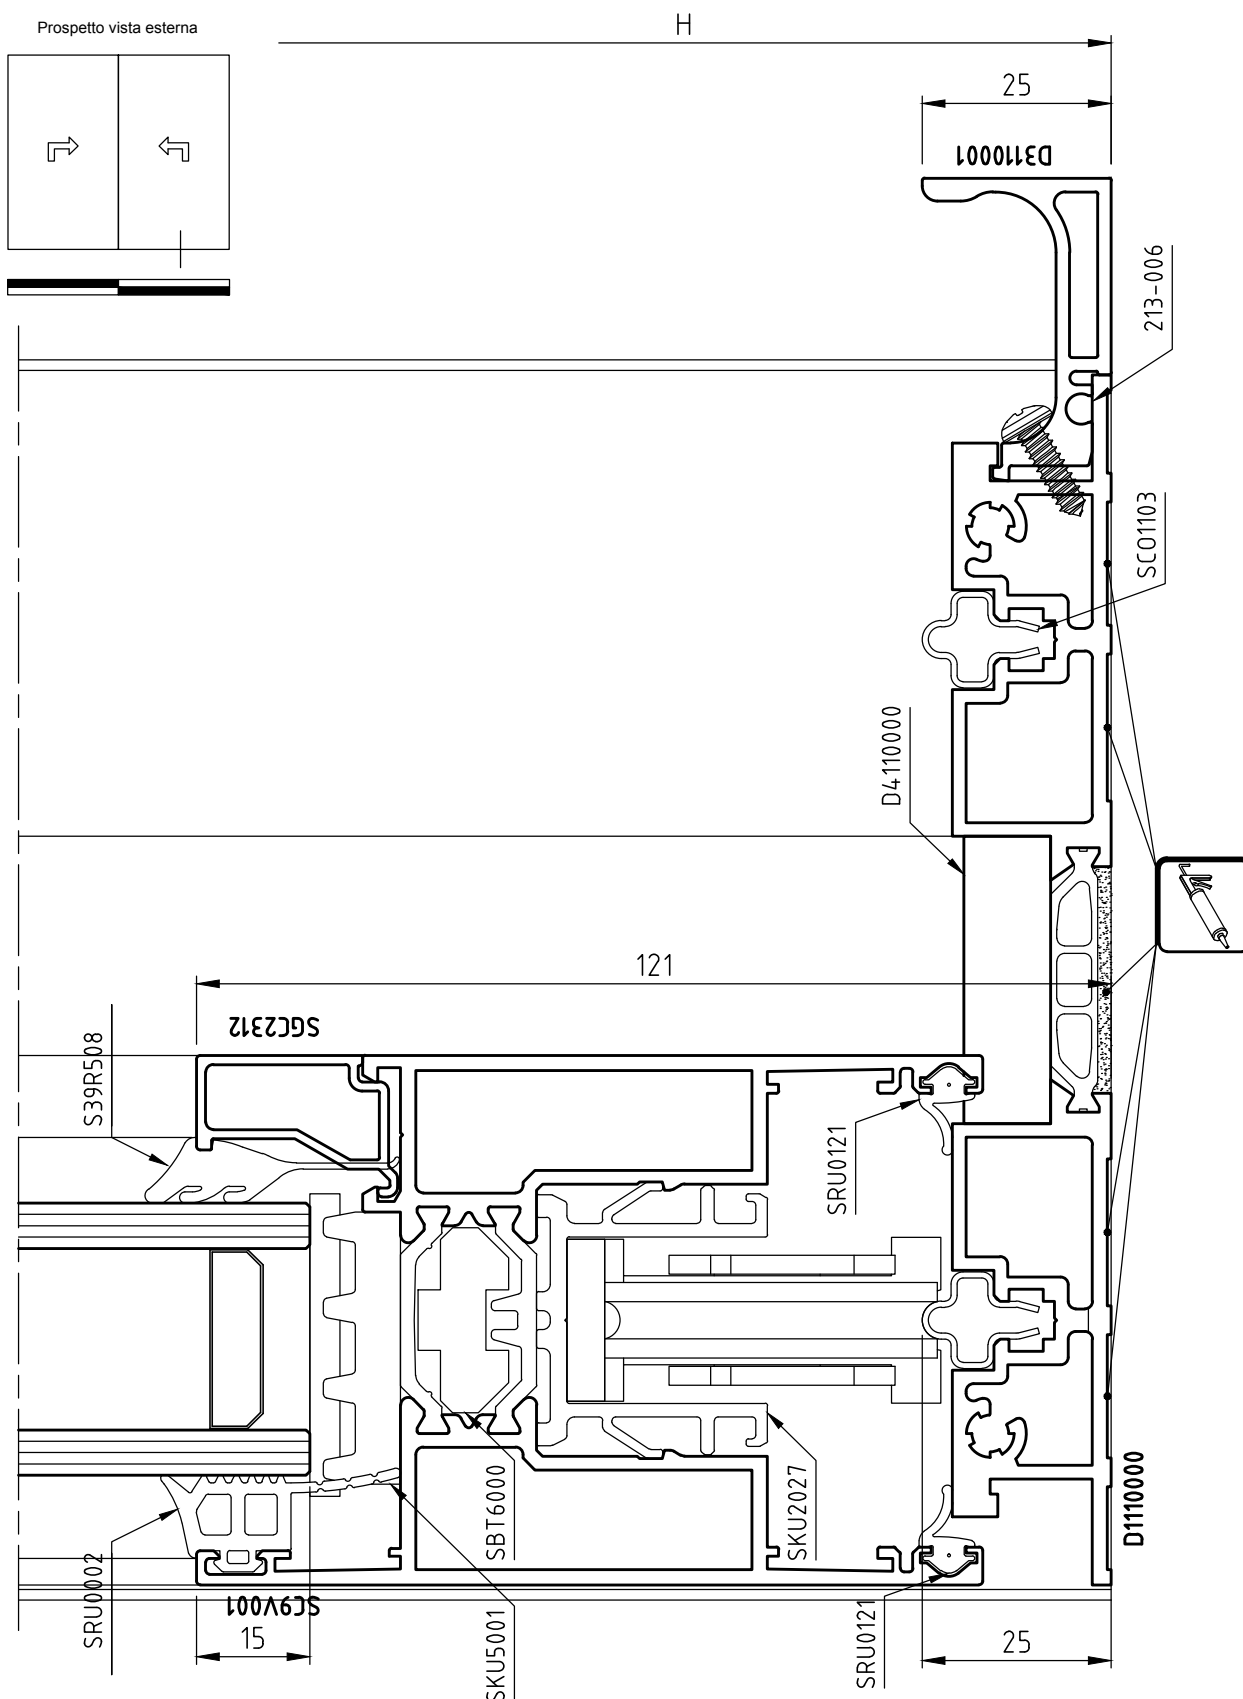 Prospetto vista esterna
H
25
D3110001
213-006
SC01103
D4110000
121
SGC2312
S39R508
SRU0121
SBT6000
SKU2027
D1110000
SRU0002
SC9V001
15
SKU5001
SRU0121
25